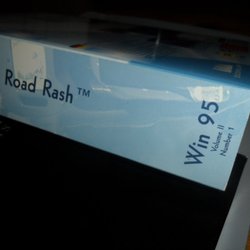 Road Rash™
Win 95
Volume II
Number 1